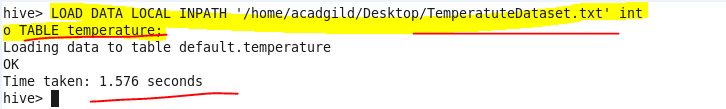 hive> LOAD DATA LOCAL INPATH '/home/acadgild/Desktop/TemperatuteDataset.txt' int
o TABLE temperature;
Loading data to table default.temperature
OK
Time taken: 1.576 seconds
hive>